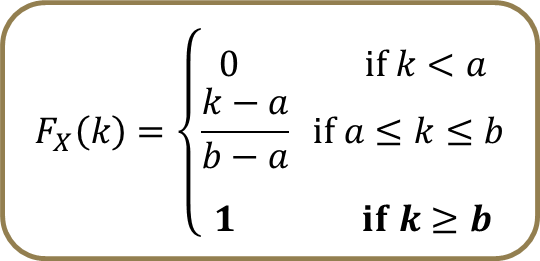 0 if k < a
F_X(k) = { (k − a)/(b − a) if a ≤ k ≤ b
1 if k ≥ b